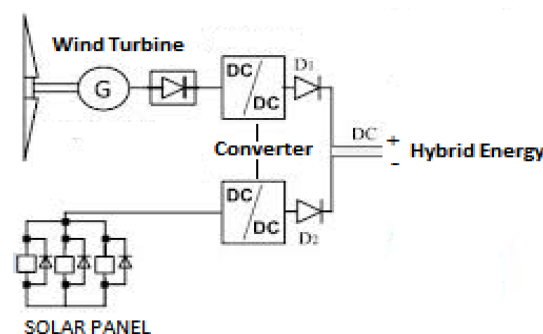 Wind Turbine
G
DC
DC
D1
DC
+
-
Hybrid Energy
Converter
DC
DC
D2
SOLAR PANEL